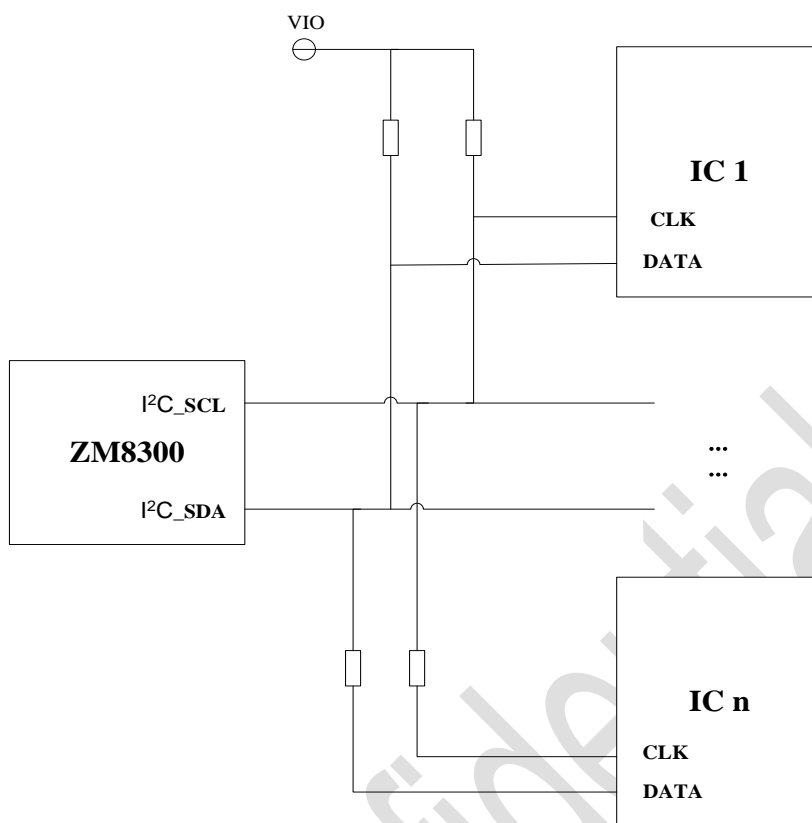 VIO
IC 1
CLK
DATA
I²C_SCL
ZM8300
I²C_SDA
...
...
IC n
CLK
DATA